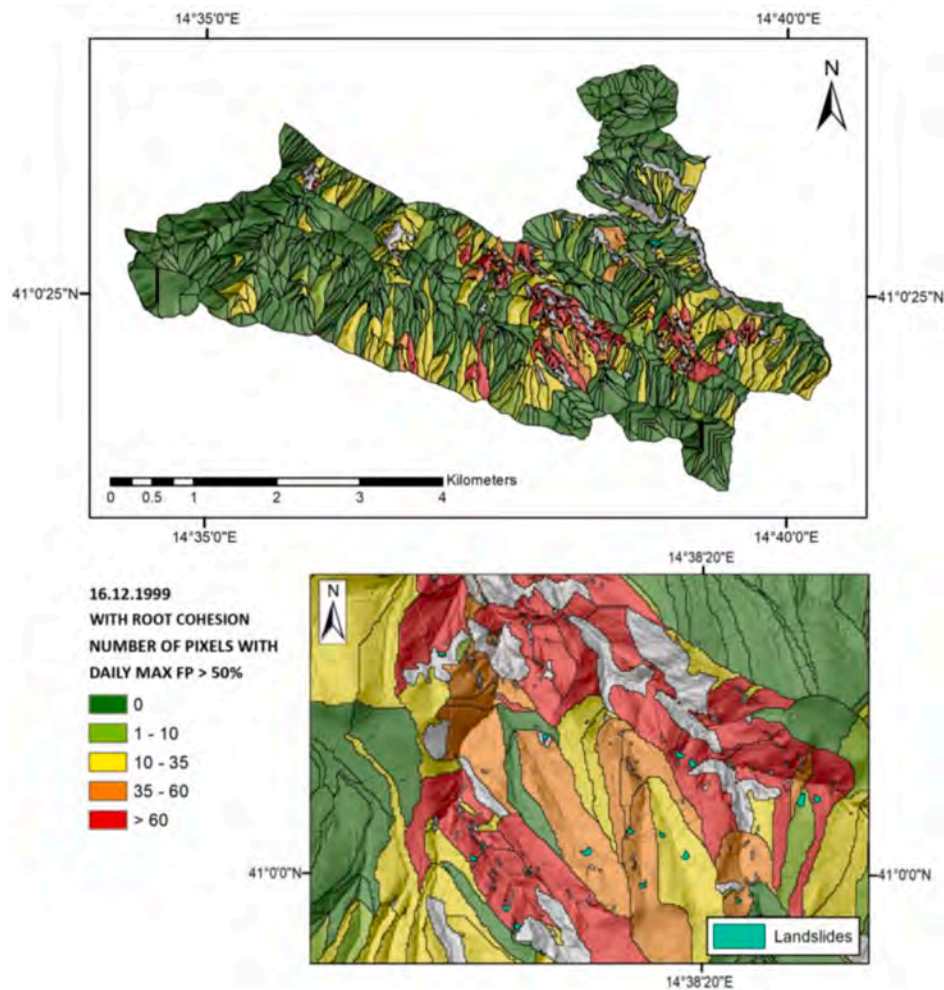 14°35'0"E
14°40'0"E
N
41°0'25"N
41°0'25"N
Kilometers
0 0.5 1 2 3 4
14°35'0"E
14°40'0"E
14°38'20"E
16.12.1999
WITH ROOT COHESION
NUMBER OF PIXELS WITH
DAILY MAX FP > 50%
0
1 - 10
10 - 35
35 - 60
> 60
N
41°0'0"N
41°0'0"N
Landslides
14°38'20"E